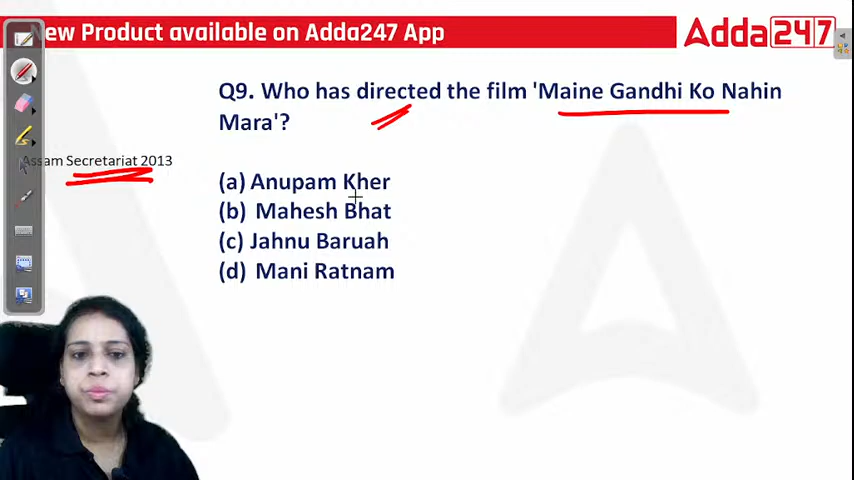 New Product available on Adda247 App
Adda247
Q9. Who has directed the film 'Maine Gandhi Ko Nahin
Mara'?
Assam Secretariat 2013
(a) Anupam Kher
(b) Mahesh Bhat
(c) Jahnu Baruah
(d) Mani Ratnam